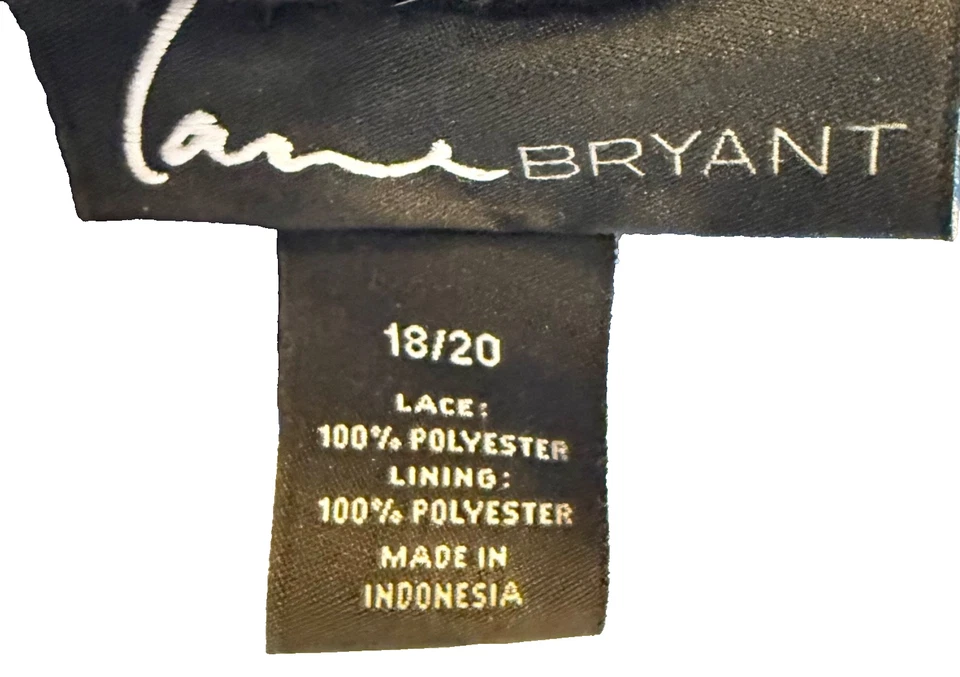 Lane BRYANT
18/20
LACE:
100% POLYESTER
LINING:
100% POLYESTER
MADE IN
INDONESIA